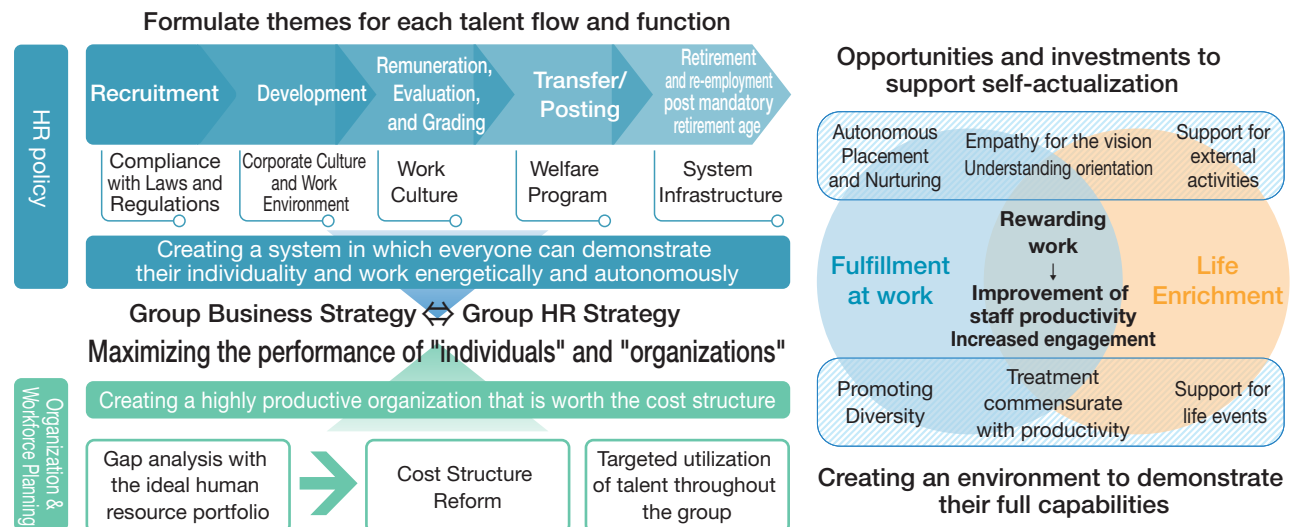 Formulate themes for each talent flow and function
HR policy
Recruitment
Development
Remuneration,
Evaluation,
and Grading
Transfer/
Posting
Retirement
and re-employment
post mandatory
retirement age
Compliance
with Laws and
Regulations
Corporate Culture
and Work
Environment
Work
Culture
Welfare
Program
System
Infrastructure
Creating a system in which everyone can demonstrate
their individuality and work energetically and autonomously
Group Business Strategy ⇔ Group HR Strategy
Maximizing the performance of "individuals" and "organizations"
Organization &
Workforce Planning
Creating a highly productive organization that is worth the cost structure
Gap analysis with
the ideal human
resource portfolio
Cost Structure
Reform
Targeted utilization
of talent throughout
the group
Opportunities and investments to
support self-actualization
Autonomous
Placement
and Nurturing
Empathy for the vision
Understanding orientation
Support for
external
activities
Fulfillment
at work
Rewarding
work
↓
Improvement of
staff productivity
Increased engagement
Life
Enrichment
Promoting
Diversity
Treatment
commensurate
with productivity
Support for
life events
Creating an environment to demonstrate
their full capabilities